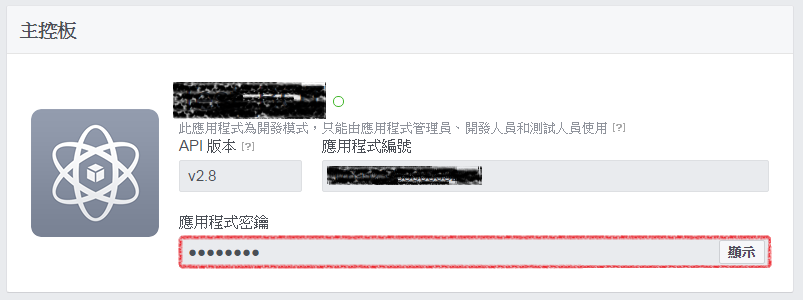 主控板
此應用程式為開發模式，只能由應用程式管理員、開發人員和測試人員使用 [?]
API 版本 [?] 應用程式編號
v2.8
應用程式密鑰
●●●●●●●● 顯示